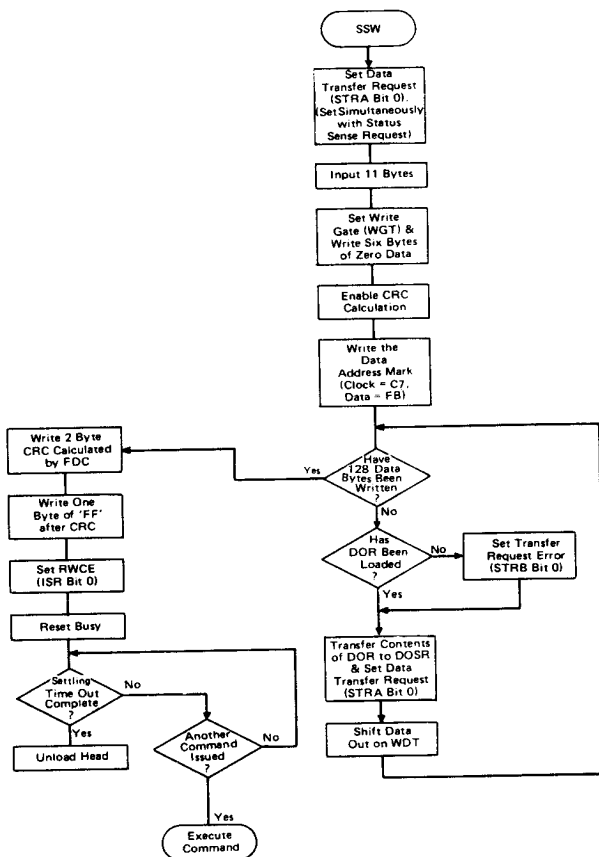 SSW
Set Data
Transfer Request
(STRA Bit 0).
(Set Simultaneously
with Status
Sense Request)
Input 11 Bytes
Set Write
Gate (WGT) &
Write Six Bytes
of Zero Data
Enable CRC
Calculation
Write the
Data
Address Mark
(Clock = C7,
Data = FB)
Have
128 Data
Bytes Been
Written
?
Yes
No
Write 2 Byte
CRC Calculated
by FDC
Write One
Byte of 'FF'
after CRC
Set RWCE
(ISR Bit 0)
Reset Busy
Settling
Time Out
Complete
?
No
Yes
Unload Head
Another
Command
Issued
?
No
Yes
Execute
Command
Has
DOR Been
Loaded
?
No
Yes
Set Transfer
Request Error
(STRB Bit 0)
Transfer Contents
of DOR to DOSR
& Set Data
Transfer Request
(STRA Bit 0)
Shift Data
Out on WDT